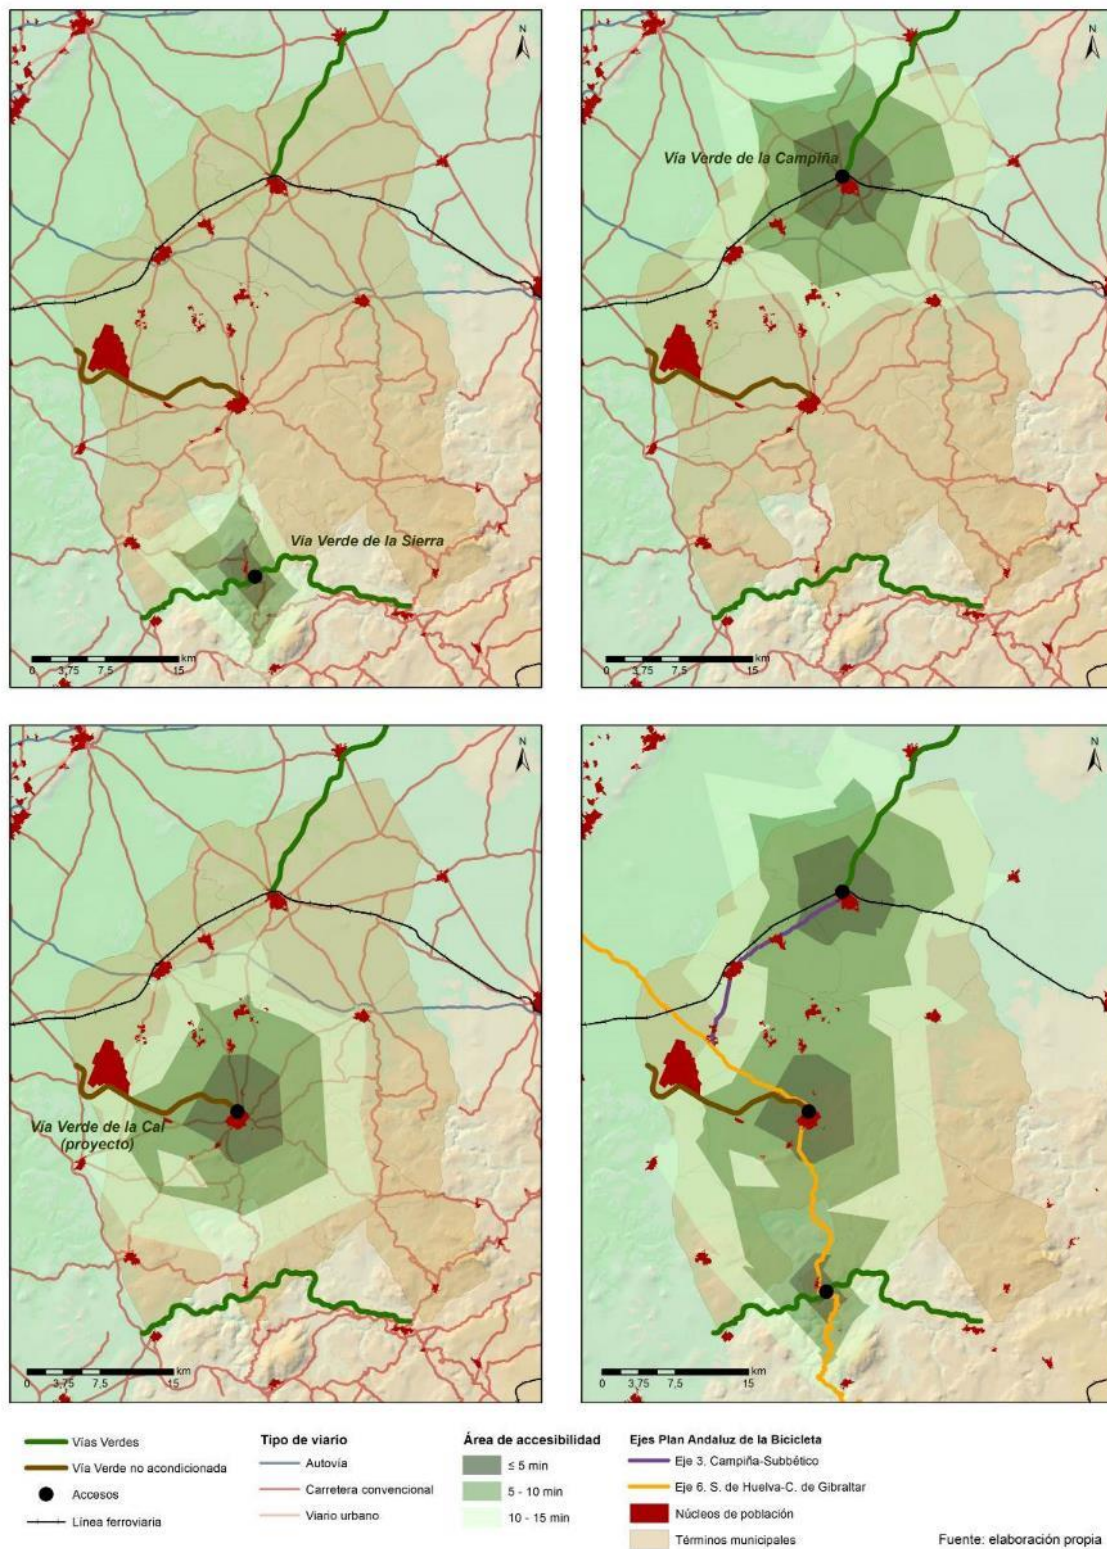 N
Vía Verde de la Sierra
km
0 3,75 7,5 15
N
Vía Verde de la Campiña
km
0 3,75 7,5 15
N
Vía Verde de la Cal
(proyecto)
km
0 3,75 7,5 15
N
km
0 3,75 7,5 15
Vías Verdes
Vía Verde no acondicionada
Accesos
Línea ferroviaria
Tipo de viario
Autovía
Carretera convencional
Viario urbano
Área de accesibilidad
≤ 5 min
5 - 10 min
10 - 15 min
Ejes Plan Andaluz de la Bicicleta
Eje 3. Campiña-Subbético
Eje 6. S. de Huelva-C. de Gibraltar
Núcleos de población
Términos municipales
Fuente: elaboración propia